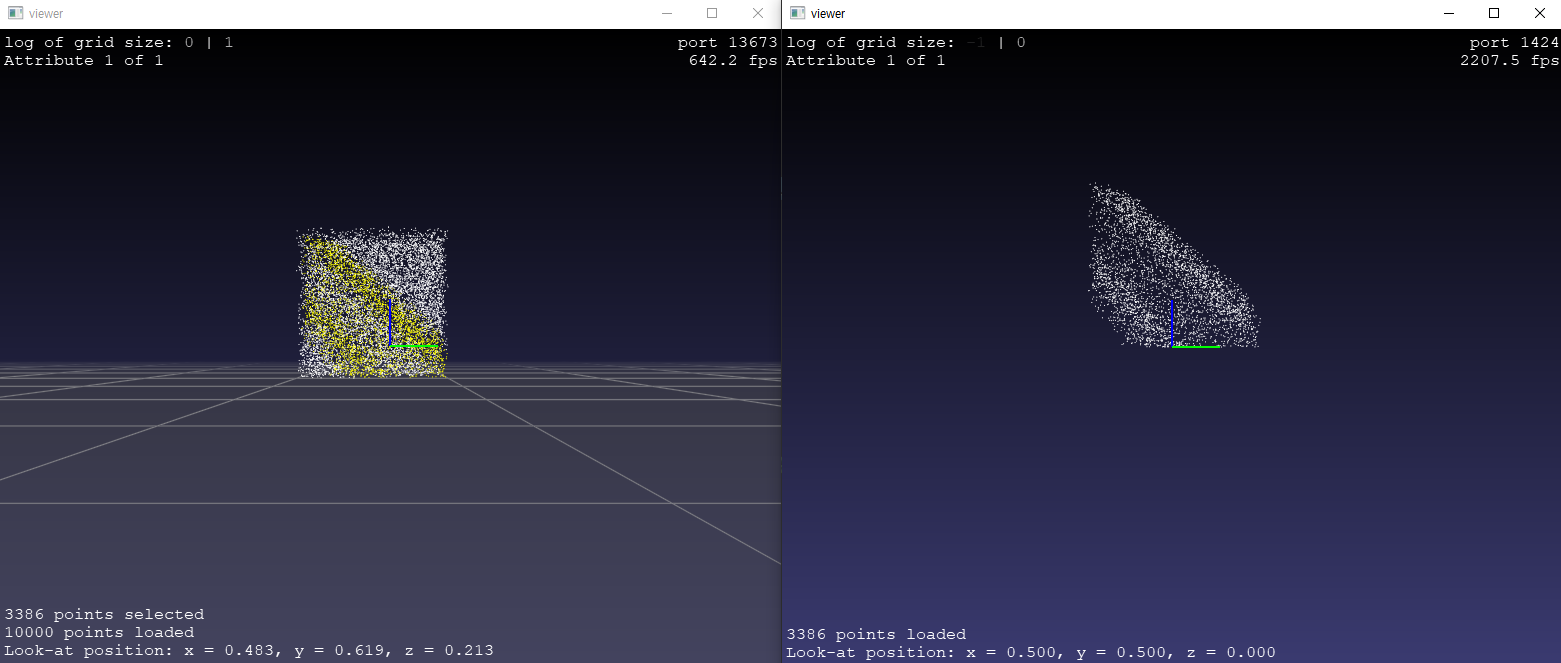 viewer
log of grid size: 0 | 1
port 13673
Attribute 1 of 1
642.2 fps
3386 points selected
10000 points loaded
Look-at position: x = 0.483, y = 0.619, z = 0.213
viewer
log of grid size: -1 | 0
port 1424
Attribute 1 of 1
2207.5 fps
3386 points loaded
Look-at position: x = 0.500, y = 0.500, z = 0.000